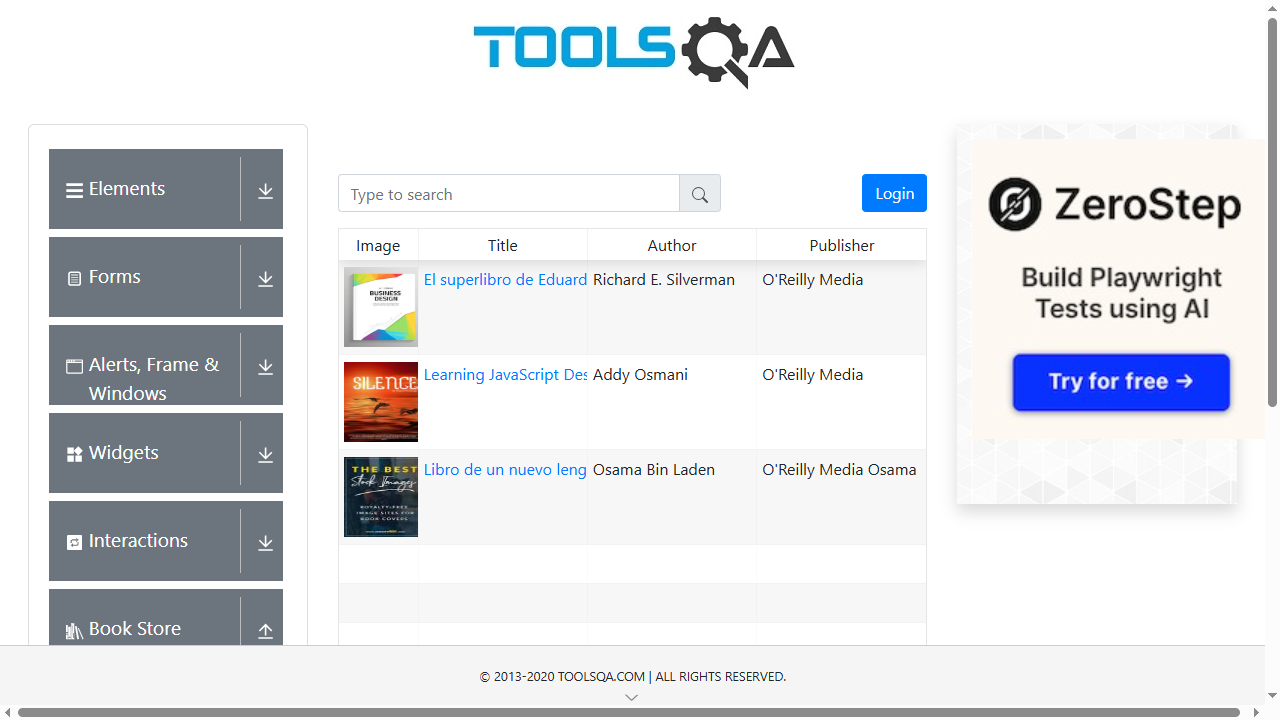 TOOLSQA
Elements
Forms
Alerts, Frame &
Windows
Widgets
Interactions
Book Store
Type to search
Login
Image Title Author Publisher
BUSINESS
DESIGN
El superlibro de Eduard Richard E. Silverman O'Reilly Media
SILENCE
Learning JavaScript Des Addy Osmani O'Reilly Media
THE BEST
Stock Images
ROYALTY-FREE
IMAGE SITES FOR
BOOK COVERS
Libro de un nuevo leng Osama Bin Laden O'Reilly Media Osama
ZeroStep
Build Playwright
Tests using AI
Try for free →
© 2013-2020 TOOLSQA.COM | ALL RIGHTS RESERVED.